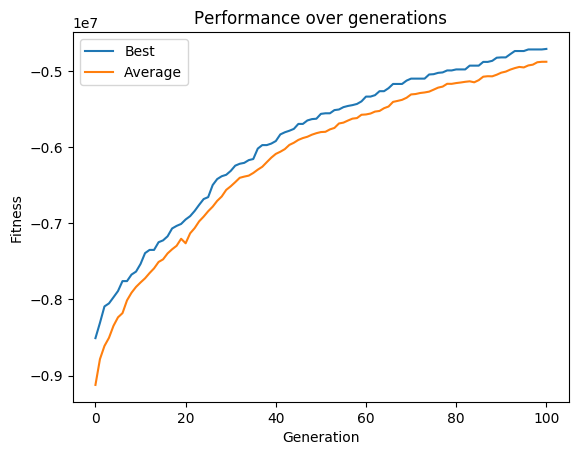 Performance over generations
1e7
Best
Average
−0.5
−0.6
−0.7
−0.8
−0.9
Fitness
0 20 40 60 80 100
Generation